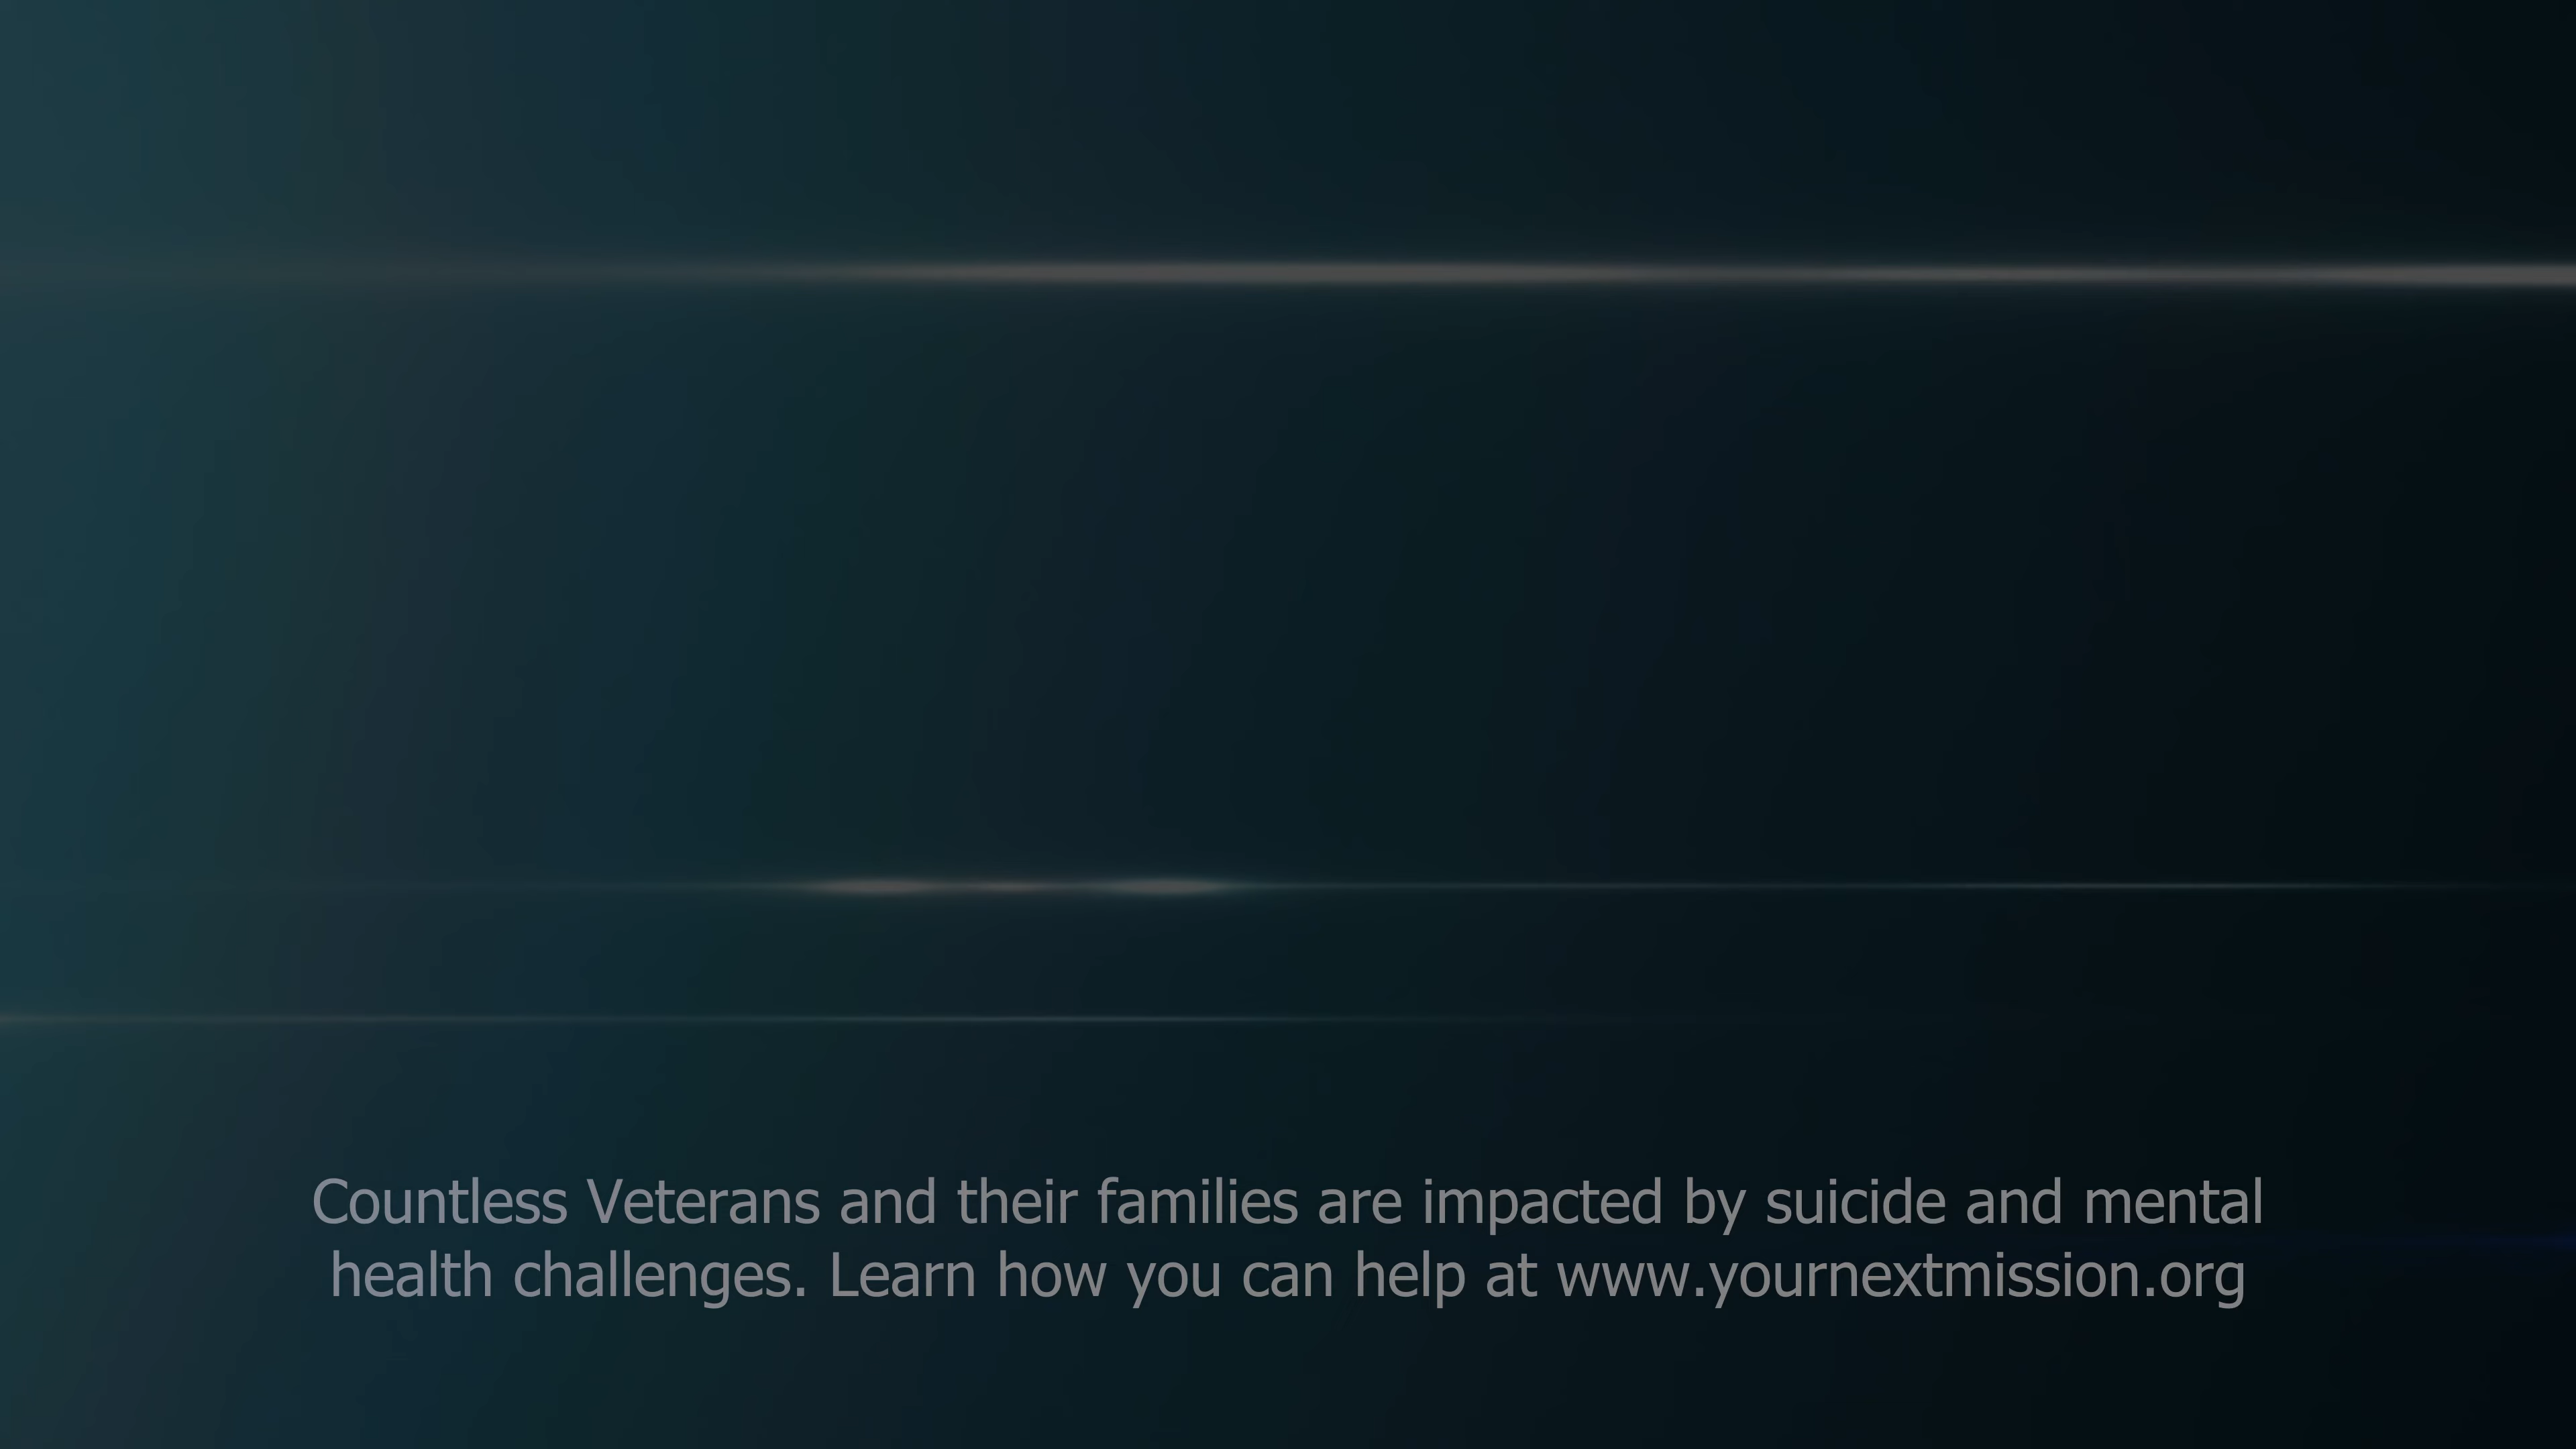 Countless Veterans and their families are impacted by suicide and mental
health challenges. Learn how you can help at www.yournextmission.org